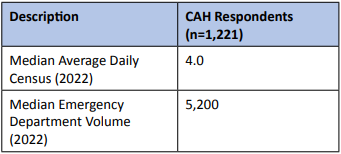 Description CAH Respondents
(n=1,221)
Median Average Daily 4.0
Census (2022)
Median Emergency 5,200
Department Volume
(2022)